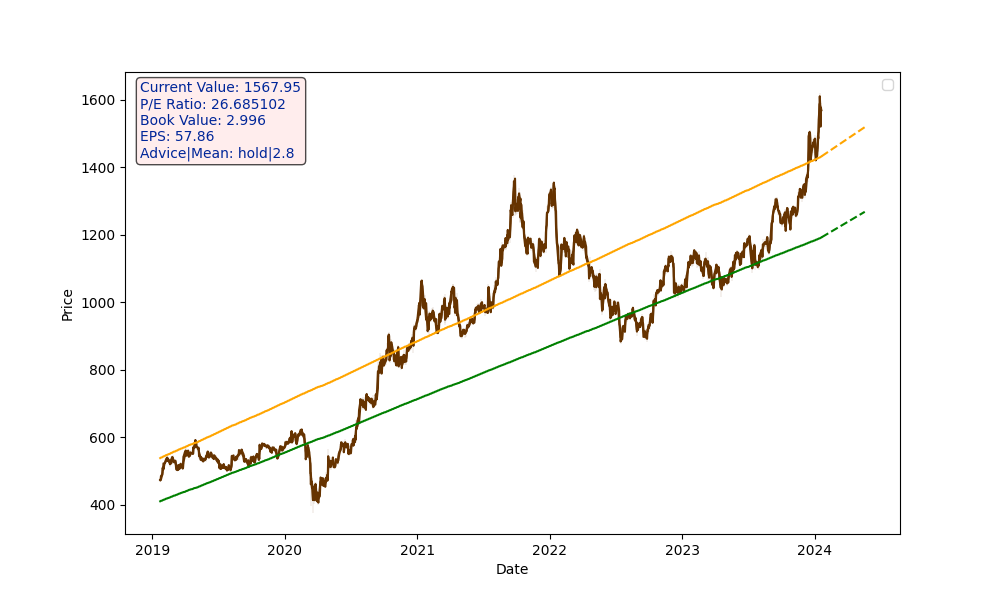 Current Value: 1567.95
P/E Ratio: 26.685102
Book Value: 2.996
EPS: 57.86
Advice|Mean: hold|2.8
1600
1400
1200
1000
800
600
400
Price
2019 2020 2021 2022 2023 2024
Date